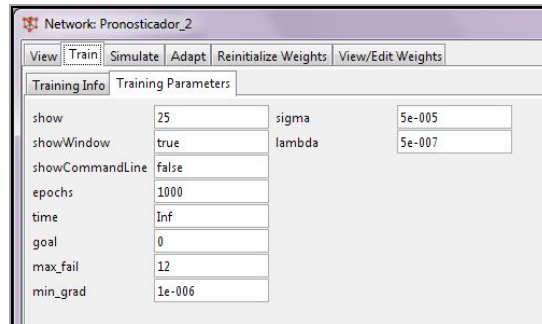 Network: Pronosticador_2
View Train Simulate Adapt Reinitialize Weights View/Edit Weights
Training Info Training Parameters
show 25 sigma 5e-005
showWindow true lambda 5e-007
showCommandLine false
epochs 1000
time Inf
goal 0
max_fail 12
min_grad 1e-006